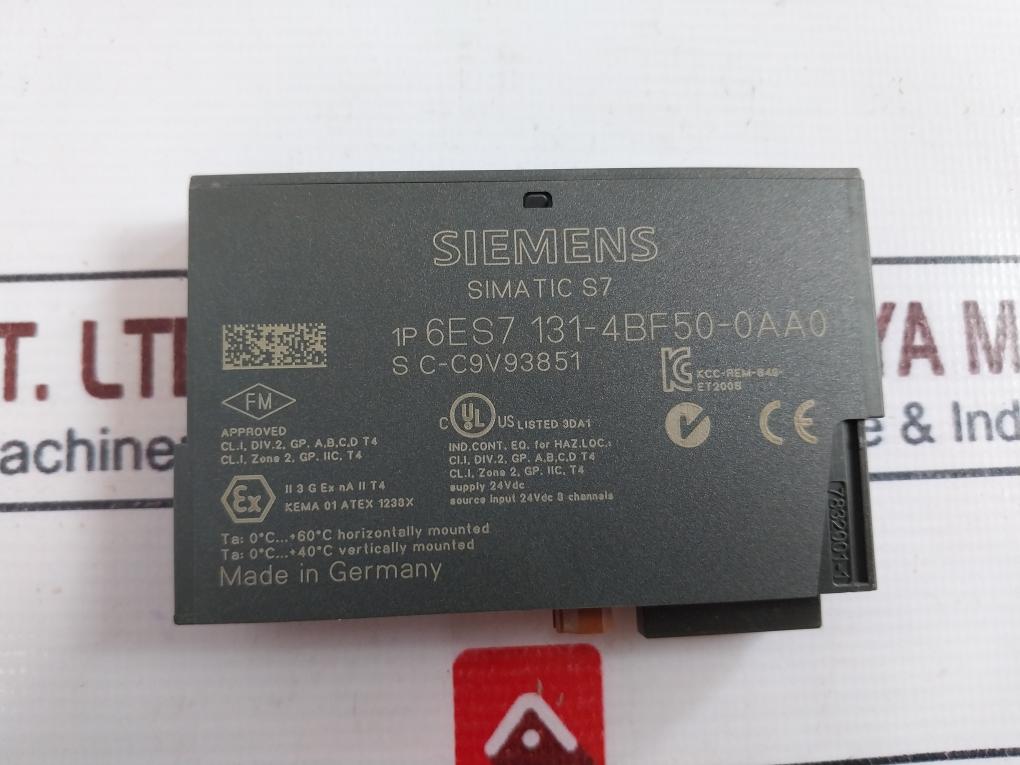 SIEMENS
SIMATIC S7
1P 6ES7 131-4BF50-0AA0
S C-C9V93851
KCC-REM-S49-
ET200S
FM
APPROVED
CL.I, DIV.2, GP. A,B,C,D T4
CL.I, Zone 2, GP. IIC, T4
C UL US LISTED 3DA1
IND.CONT. EQ. for HAZ.LOC.:
Cl.I, DIV.2, GP. A,B,C,D T4
CL.I, Zone 2, GP. IIC, T4
supply 24Vdc
source input 24Vdc 8 channels
CE
Ex
II 3 G Ex nA II T4
KEMA 01 ATEX 1238X
Ta: 0°C...+60°C horizontally mounted
Ta: 0°C...+40°C vertically mounted
Made in Germany
T. LT
YA M
achine
& Ind